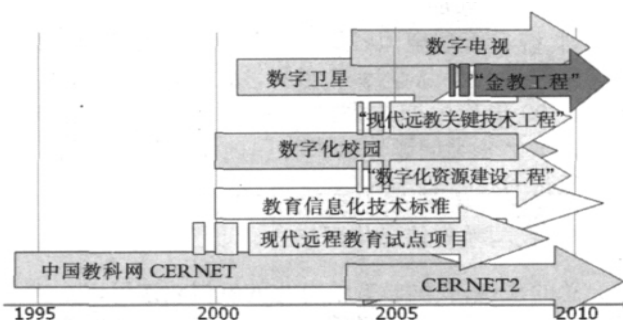 数字电视
数字卫星
“金教工程”
“现代远教关键技术工程”
数字化校园
“数字化资源建设工程”
教育信息化技术标准
现代远程教育试点项目
中国教科网 CERNET
CERNET2
1995 2000 2005 2010